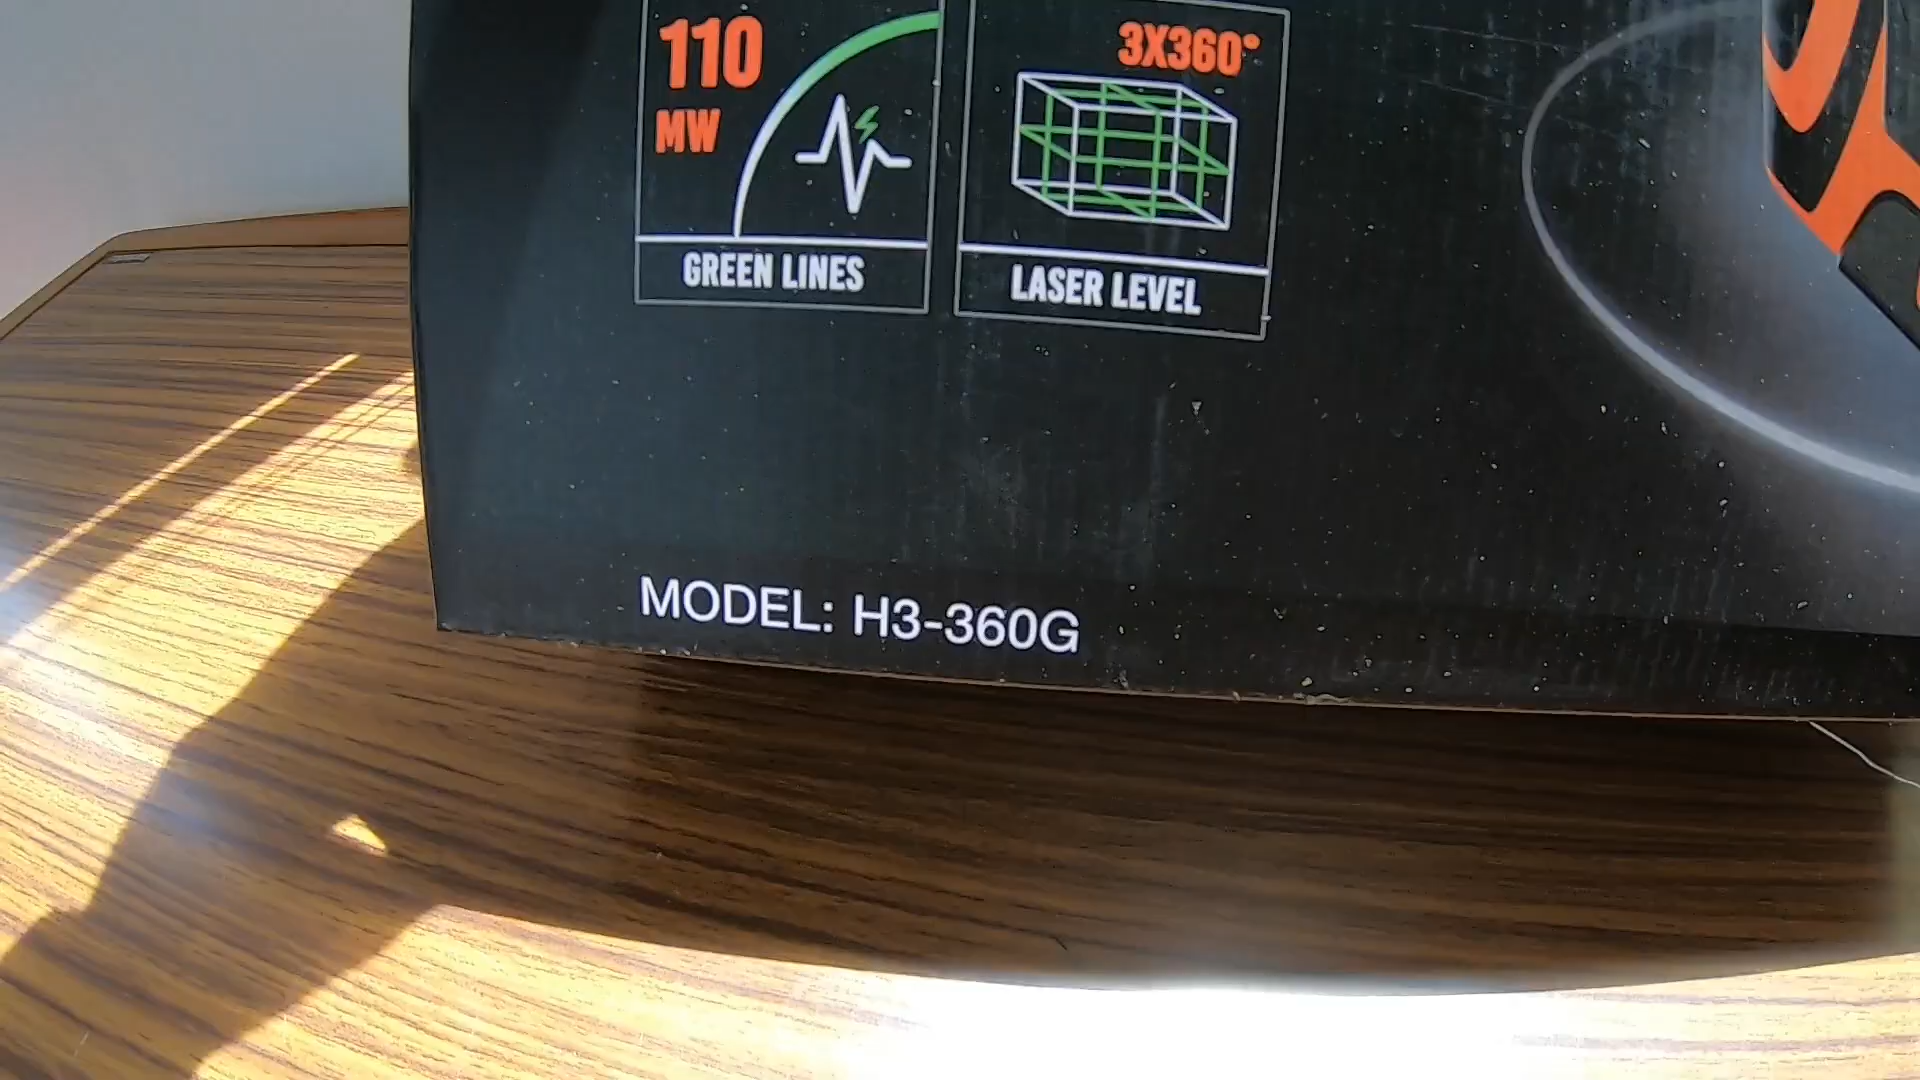 110
MW
GREEN LINES
3X360°
LASER LEVEL
MODEL: H3-360G